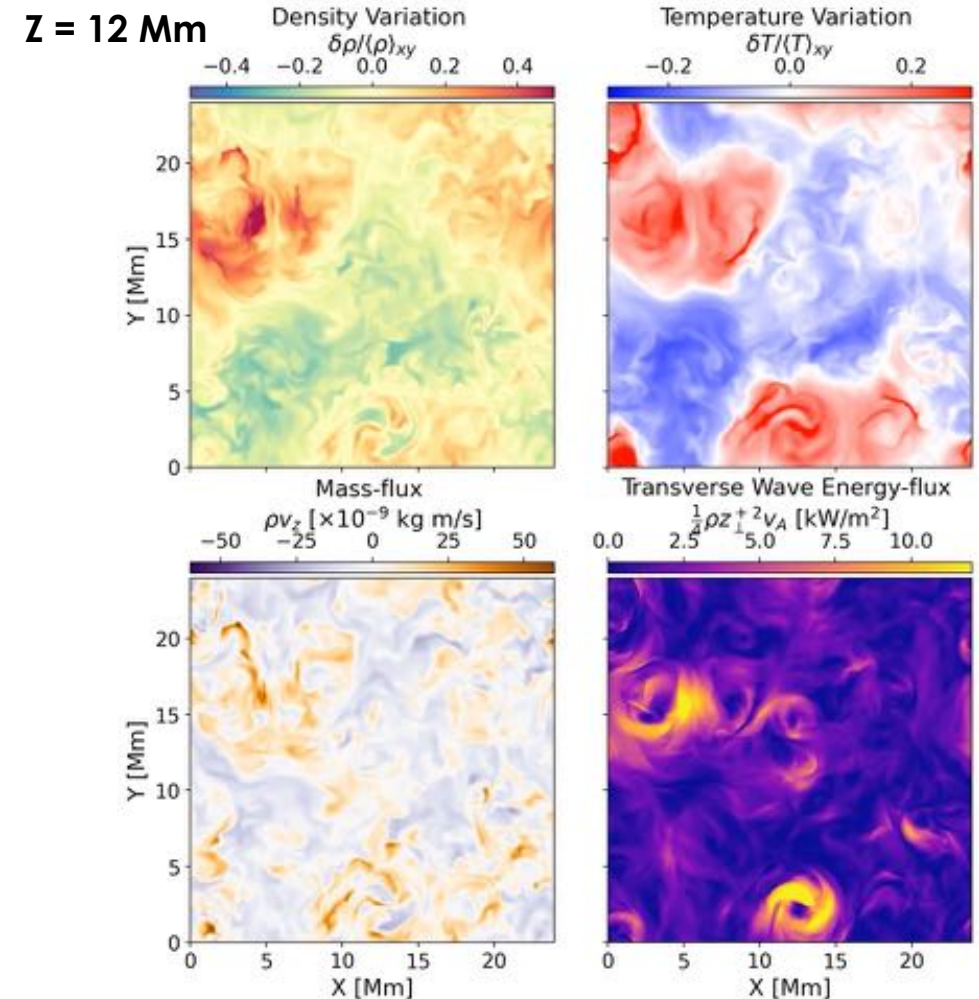 Z = 12 Mm
Density Variation
δρ/⟨ρ⟩xy
−0.4 −0.2 0.0 0.2 0.4
Temperature Variation
δT/⟨T⟩xy
−0.2 0.0 0.2
Y [Mm]
20
15
10
5
0
Mass-flux
ρvz [×10−9 kg m/s]
−50 −25 0 25 50
Transverse Wave Energy-flux
1/4ρz⊥+2vA [kW/m2]
0.0 2.5 5.0 7.5 10.0
Y [Mm]
20
15
10
5
0
0 5 10 15 20
X [Mm]
0 5 10 15 20
X [Mm]